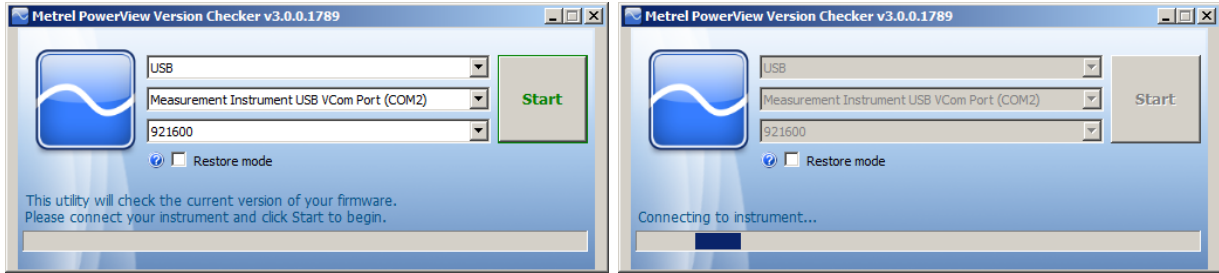 Metrel PowerView Version Checker v3.0.0.1789
USB
Measurement Instrument USB VCom Port (COM2)
921600
Start
Restore mode
This utility will check the current version of your firmware.
Please connect your instrument and click Start to begin.
Metrel PowerView Version Checker v3.0.0.1789
USB
Measurement Instrument USB VCom Port (COM2)
921600
Start
Restore mode
Connecting to instrument...